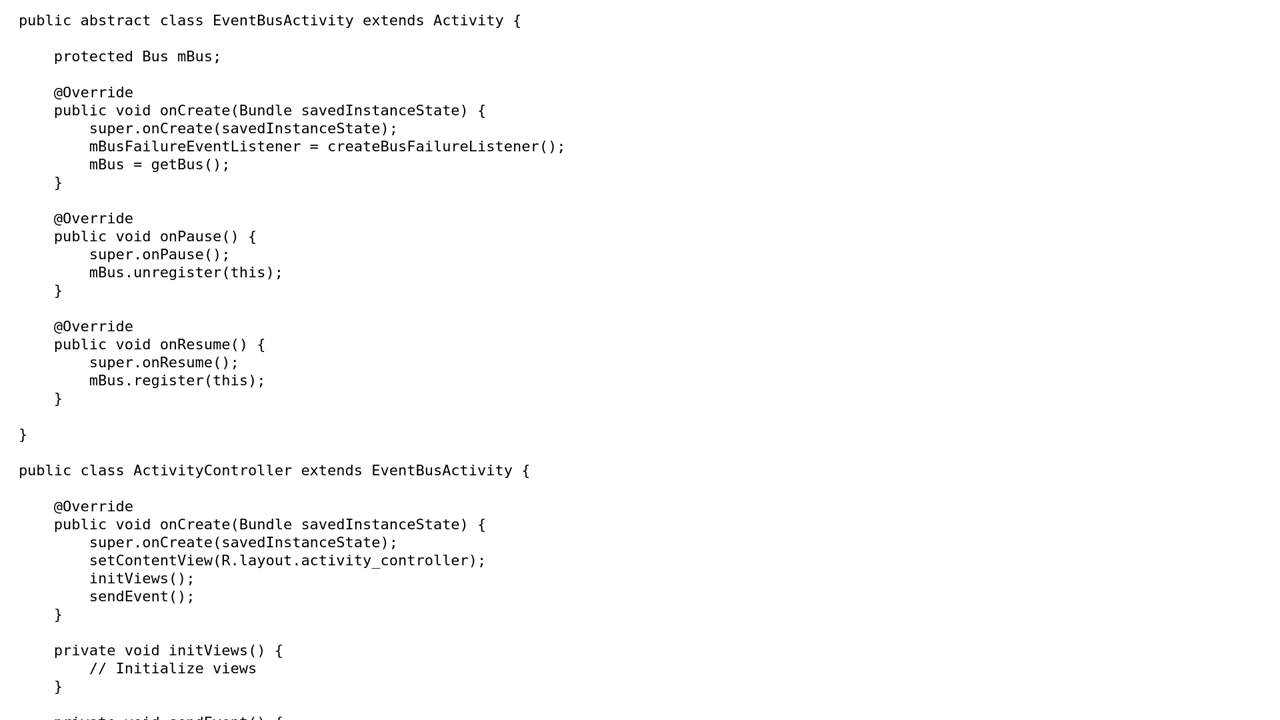 public abstract class EventBusActivity extends Activity {
protected Bus mBus;
@Override
public void onCreate(Bundle savedInstanceState) {
super.onCreate(savedInstanceState);
mBusFailureEventListener = createBusFailureListener();
mBus = getBus();
}
@Override
public void onPause() {
super.onPause();
mBus.unregister(this);
}
@Override
public void onResume() {
super.onResume();
mBus.register(this);
}
}
public class ActivityController extends EventBusActivity {
@Override
public void onCreate(Bundle savedInstanceState) {
super.onCreate(savedInstanceState);
setContentView(R.layout.activity_controller);
initViews();
sendEvent();
}
private void initViews() {
// Initialize views
}
private void sendEvent() {